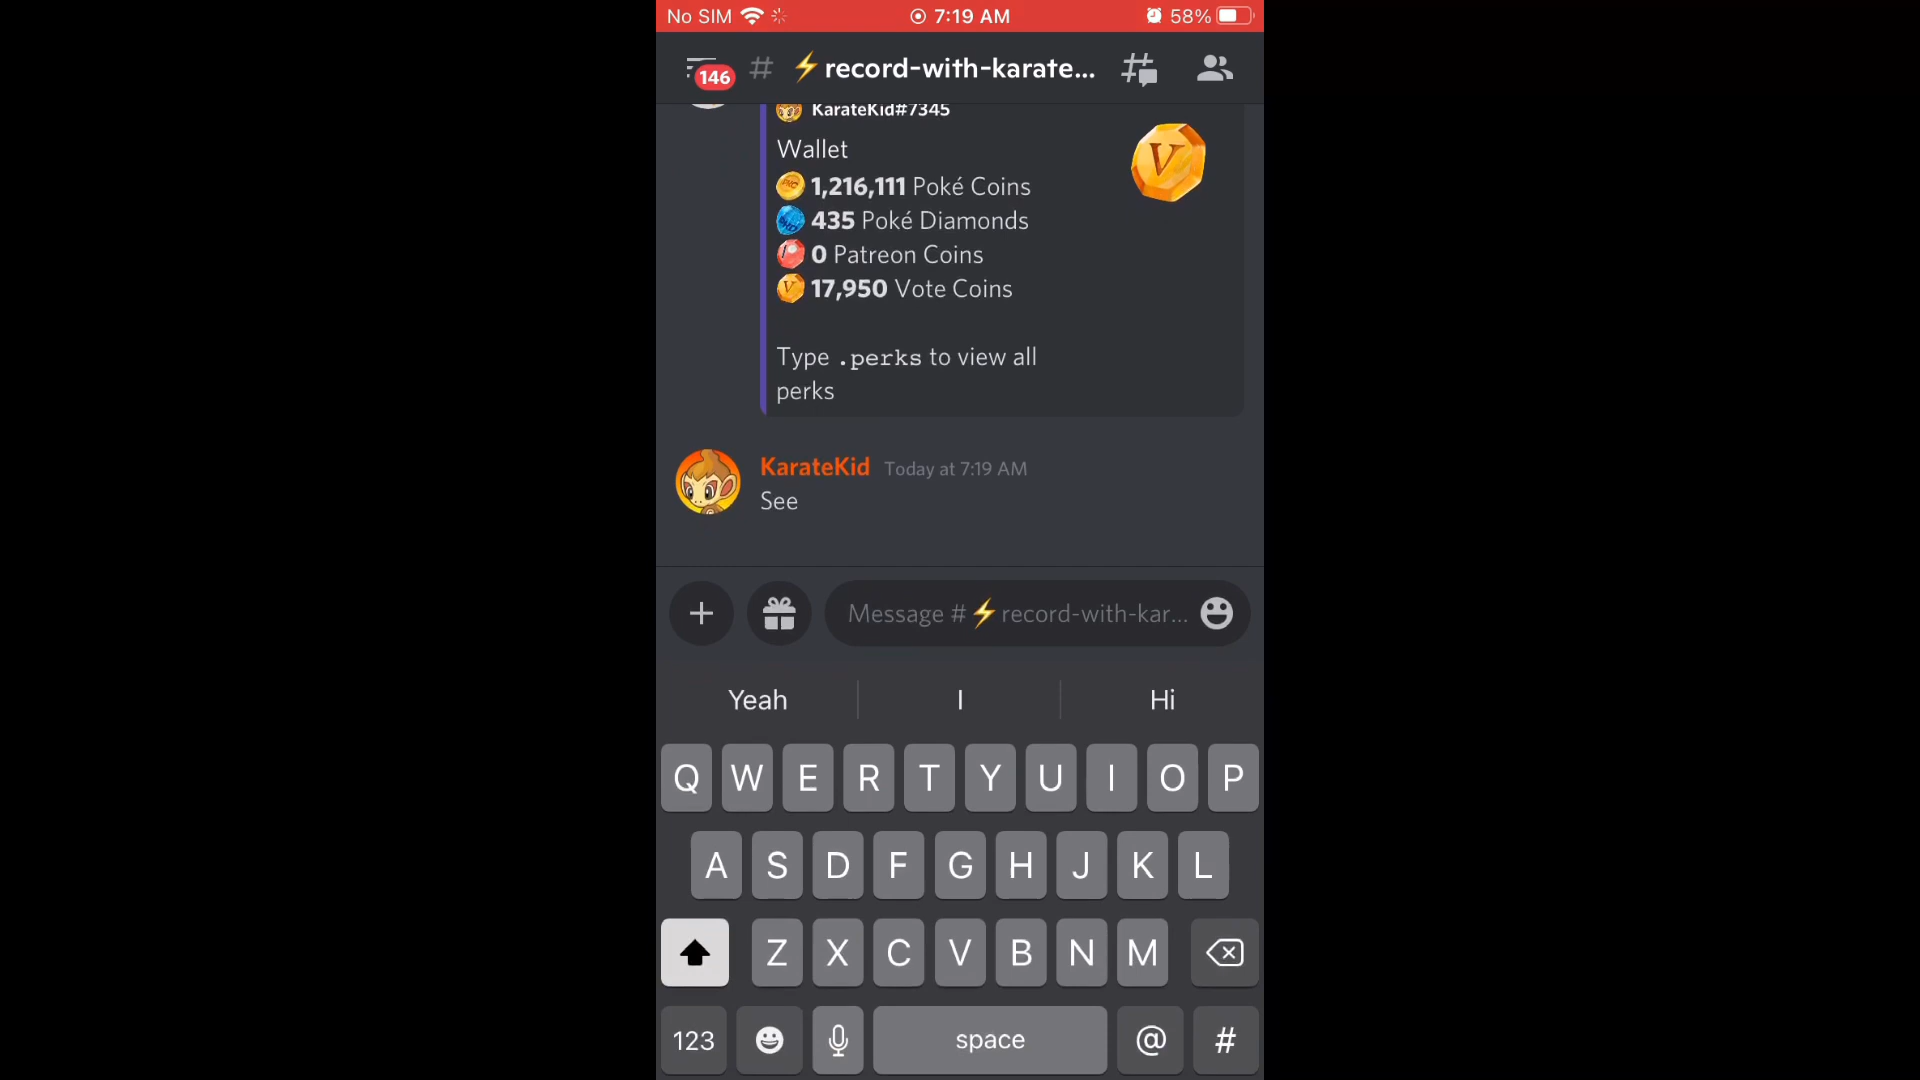 No SIM 7:19 AM 58%
146 # ⚡record-with-karate...
KarateKid#7345
Wallet
1,216,111 Poké Coins
435 Poké Diamonds
0 Patreon Coins
17,950 Vote Coins
V
Type .perks to view all
perks
KarateKid Today at 7:19 AM
See
Message #⚡record-with-kar...
Yeah I Hi
Q W E R T Y U I O P
A S D F G H J K L
Z X C V B N M
123 space @ #